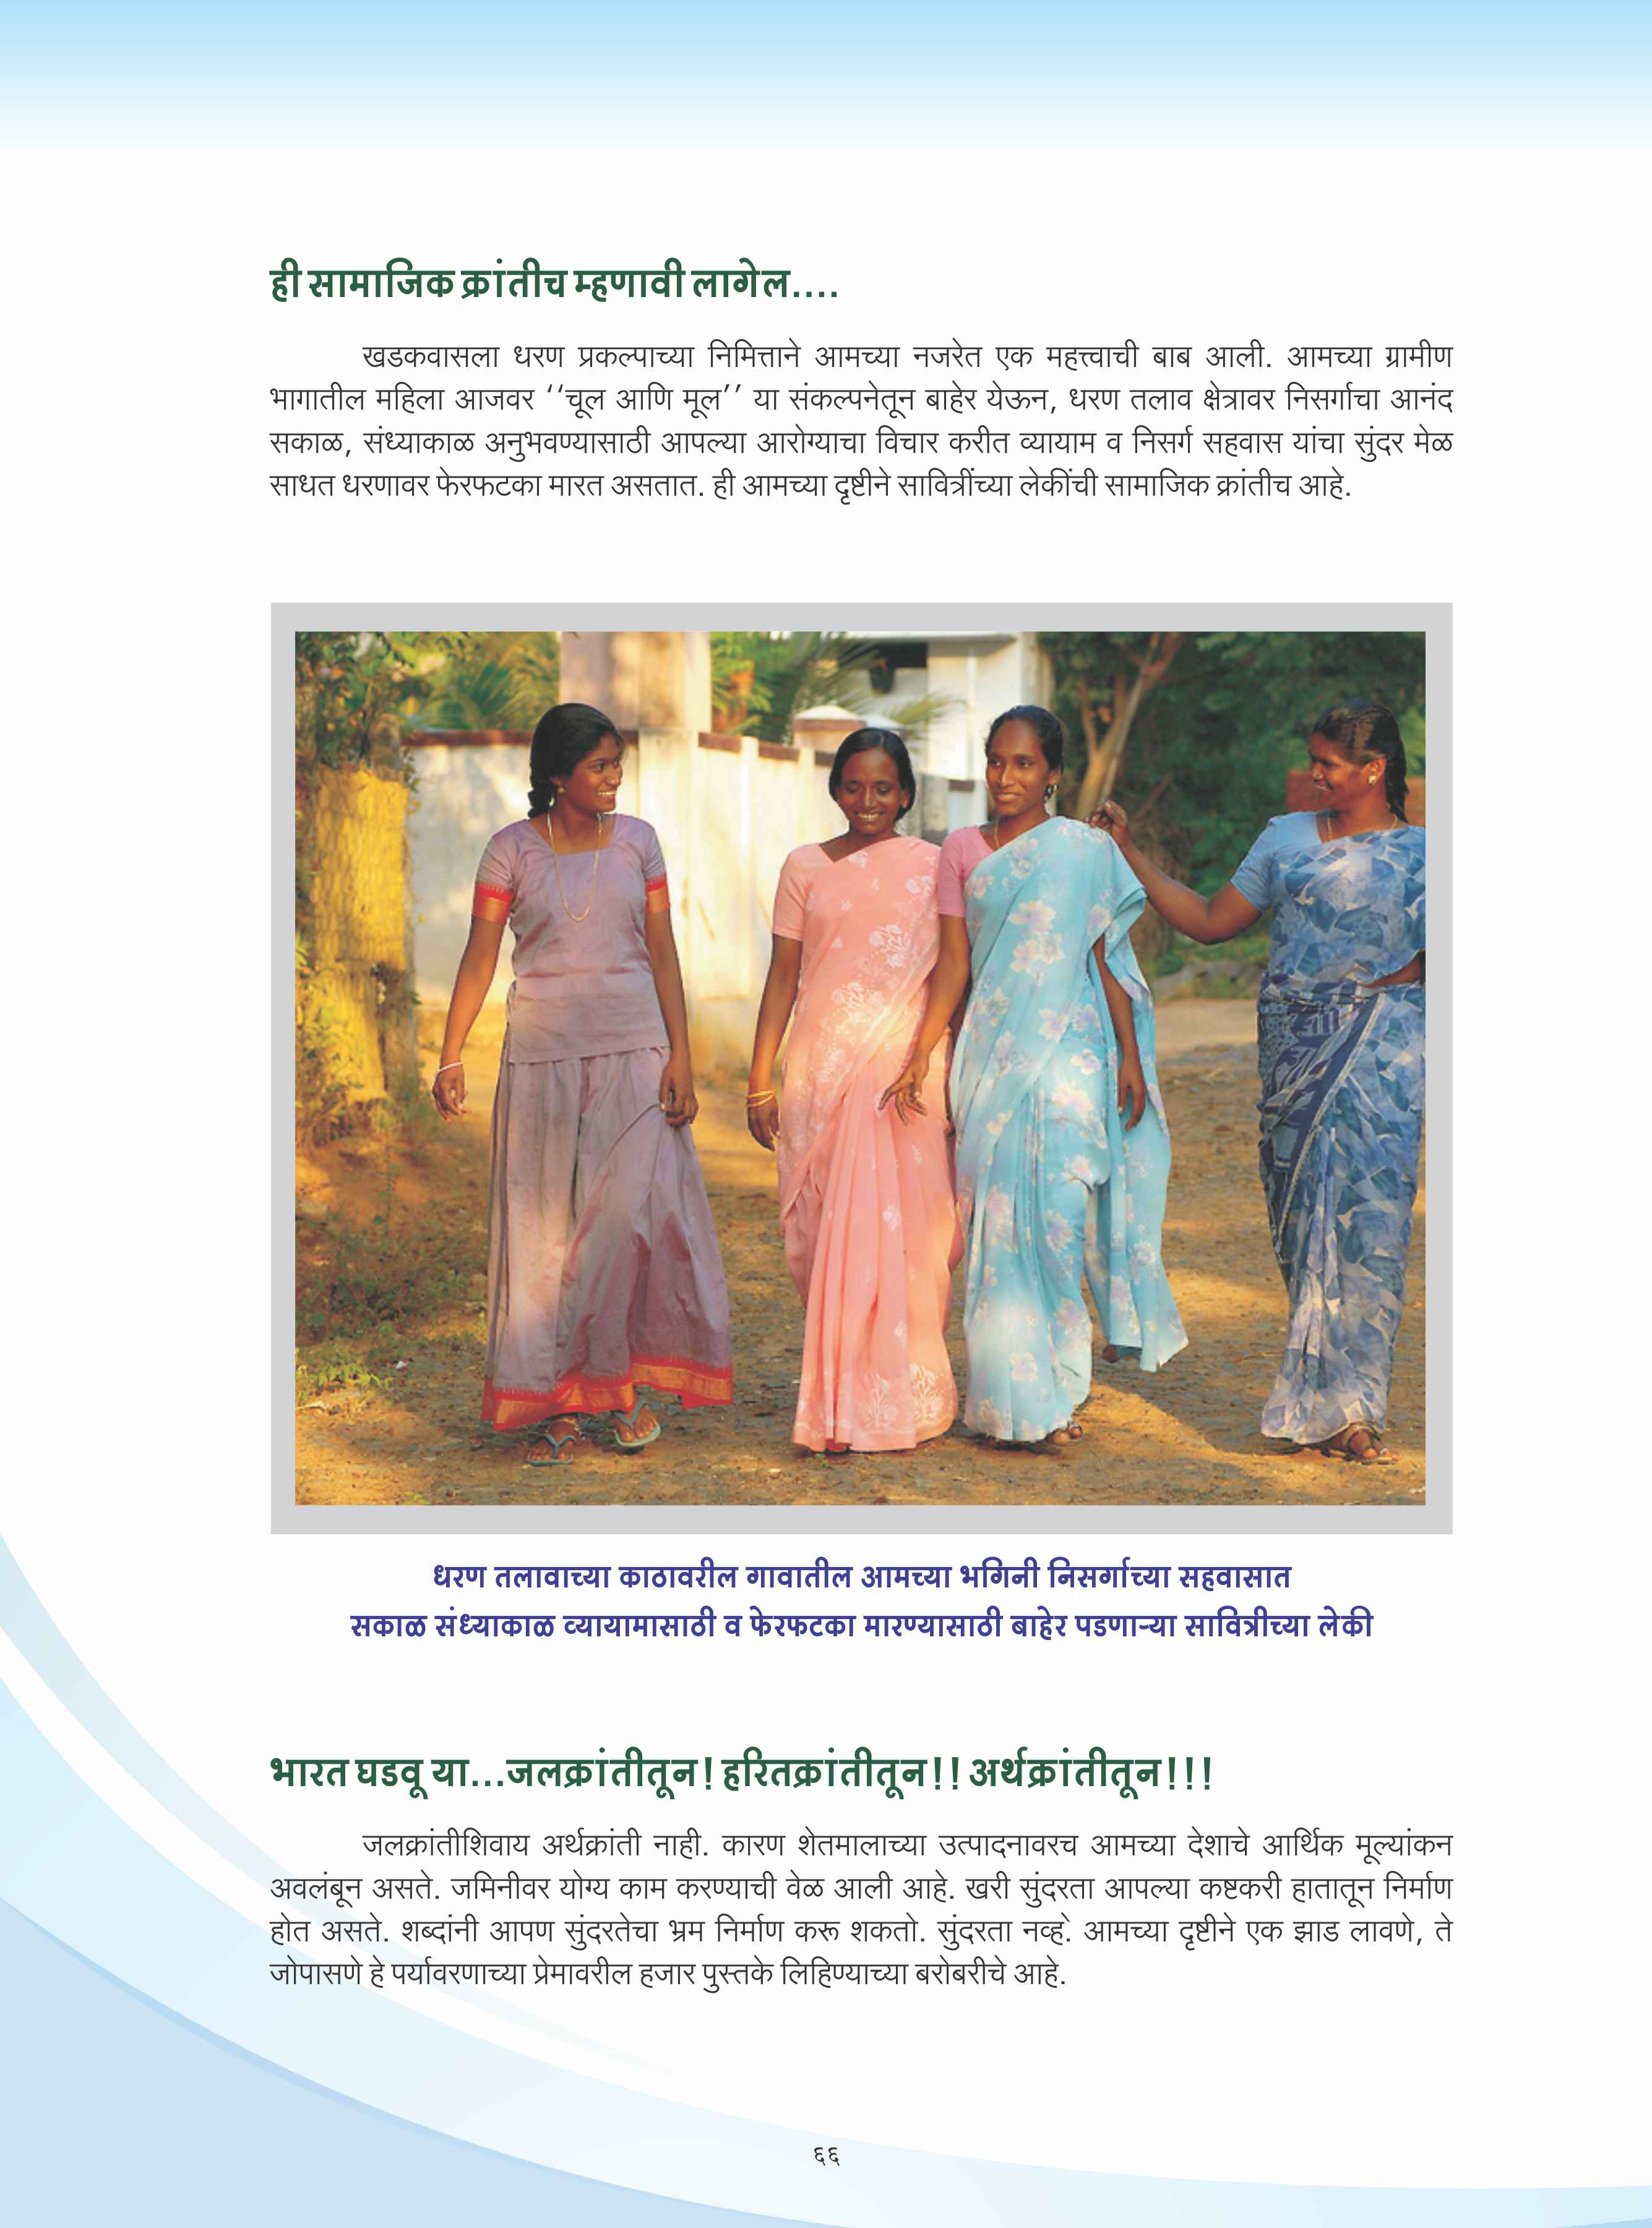 ही सामाजिक क्रांतीच म्हणावी लागेल....
खडकवासला धरण प्रकल्पाच्या निमित्ताने आमच्या नजरेत एक महत्त्वाची बाब आली. आमच्या ग्रामीण
भागातील महिला आजवर ‘‘चूल आणि मूल’’ या संकल्पनेतून बाहेर येऊन, धरण तलाव क्षेत्रावर निसर्गाचा आनंद
सकाळ, संध्याकाळ अनुभवण्यासाठी आपल्या आरोग्याचा विचार करीत व्यायाम व निसर्ग सहवास यांचा सुंदर मेळ
साधत धरणावर फेरफटका मारत असतात. ही आमच्या दृष्टीने सावित्रींच्या लेकींची सामाजिक क्रांतीच आहे.
धरण तलावाच्या काठावरील गावातील आमच्या भगिनी निसर्गाच्या सहवासात
सकाळ संध्याकाळ व्यायामासाठी व फेरफटका मारण्यासाठी बाहेर पडणाऱ्या सावित्रीच्या लेकी
भारत घडवू या...जलक्रांतीतून! हरितक्रांतीतून!! अर्थक्रांतीतून!!!
जलक्रांतीशिवाय अर्थक्रांती नाही. कारण शेतमालाच्या उत्पादनावरच आमच्या देशाचे आर्थिक मूल्यांकन
अवलंबून असते. जमिनीवर योग्य काम करण्याची वेळ आली आहे. खरी सुंदरता आपल्या कष्टकरी हातातून निर्माण
होत असते. शब्दांनी आपण सुंदरतेचा भ्रम निर्माण करू शकतो. सुंदरता नव्हे. आमच्या दृष्टीने एक झाड लावणे, ते
जोपासणे हे पर्यावरणाच्या प्रेमावरील हजार पुस्तके लिहिण्याच्या बरोबरीचे आहे.
६६